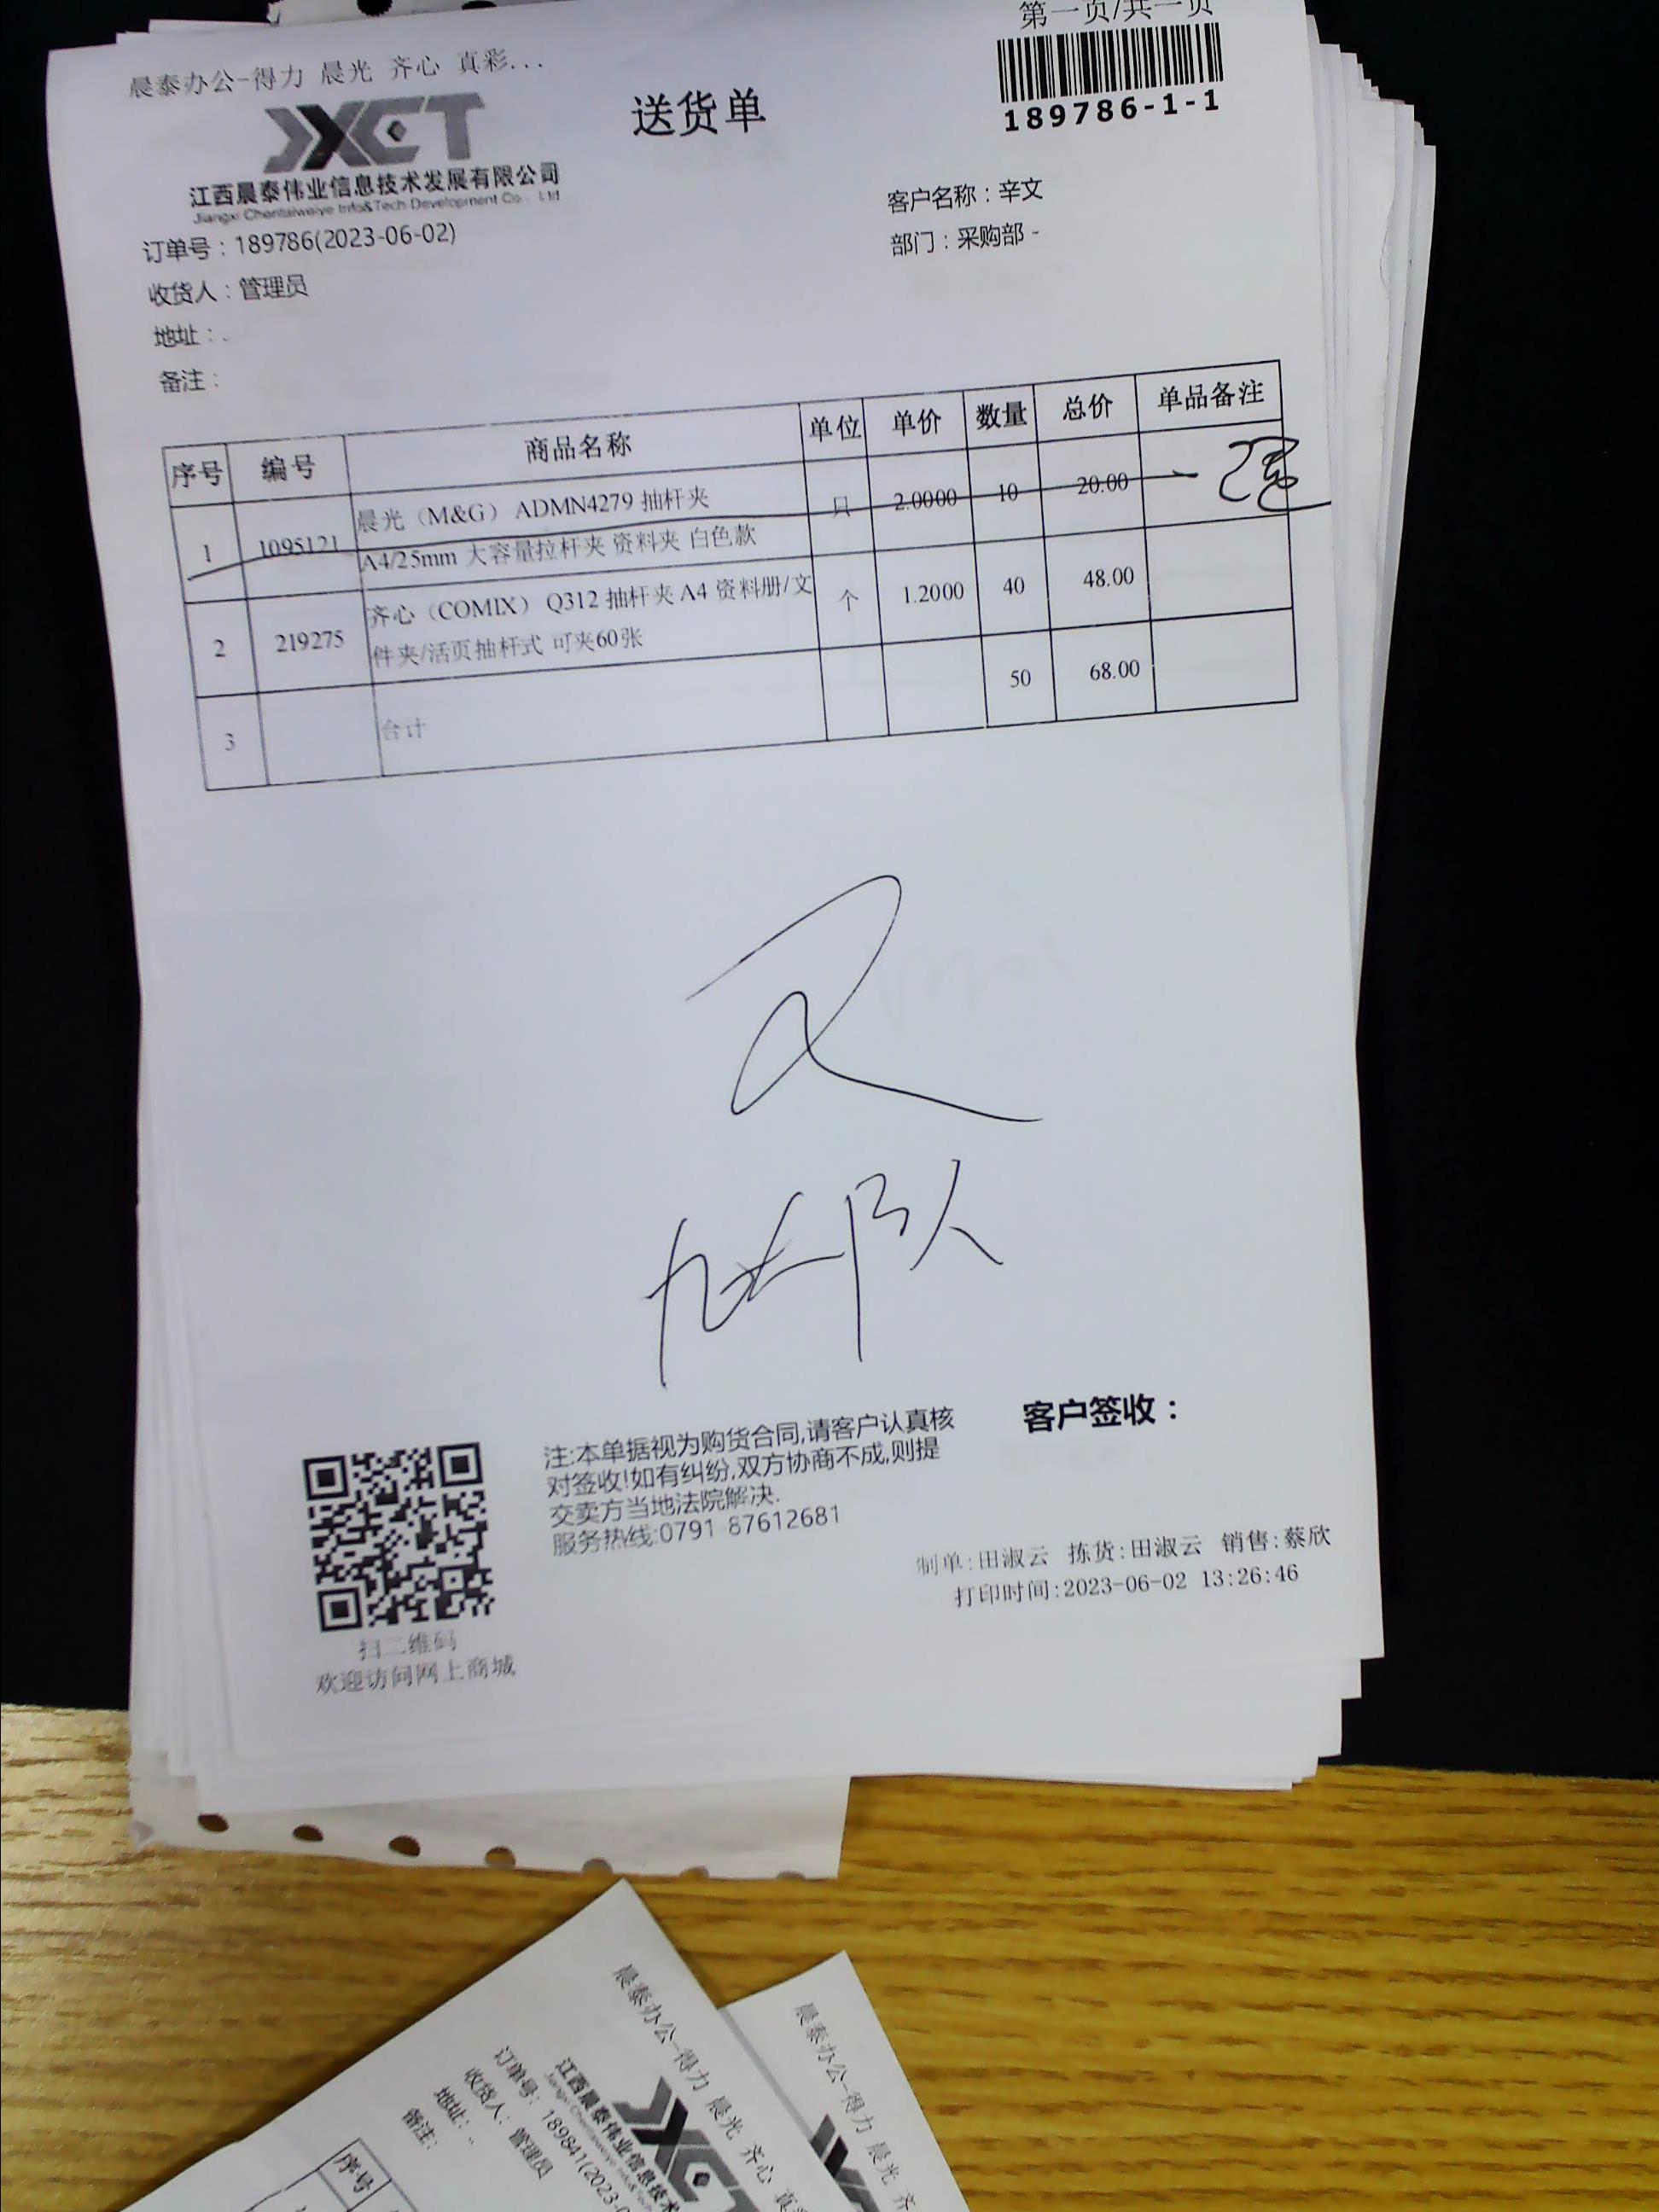 第一页/共一页
晨泰办公-得力 晨光 齐心 真彩...
JXCT
送货单
189786-1-1
江西晨泰伟业信息技术发展有限公司
Jiangxi Chentaiweiye Info&Tech Development Co., Ltd
客户名称：辛文
订单号：189786(2023-06-02)
部门：采购部 -
收货人：管理员
地址：.
备注：
序号 编号 商品名称 单位 单价 数量 总价 单品备注
1 1095121 晨光（M&G） ADMN4279 抽杆夹 只 2.0000 10 20.00
A4/25mm 大容量拉杆夹 资料夹 白色款
2 219275 齐心（COMIX） Q312 抽杆夹 A4 资料册/文 个 1.2000 40 48.00
件夹/活页抽杆式 可夹60张
3 合计 50 68.00
九大队
客户签收：
注:本单据视为购货合同,请客户认真核
对签收!如有纠纷,双方协商不成,则提
交卖方当地法院解决.
服务热线:0791-87612681
制单:田淑云 拣货:田淑云 销售:蔡欣
打印时间:2023-06-02 13:26:46
扫二维码
欢迎访问网上商城
晨泰办公-得力 晨光 齐心 真
江西晨泰伟业信息技术
订单号：189841(2023-0
收货人：管理员
地址：..
备注：
序号
晨泰办公-得力 晨光 齐